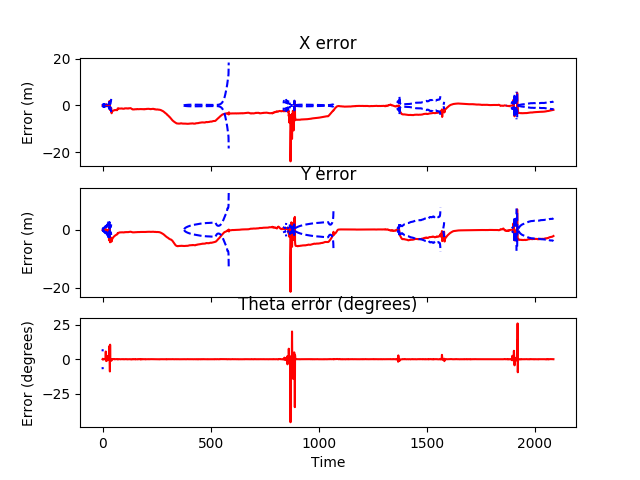 X error
20
0
−20
Error (m)
Y error
0
−20
Error (m)
Theta error (degrees)
25
0
−25
Error (degrees)
0
500
1000
1500
2000
Time